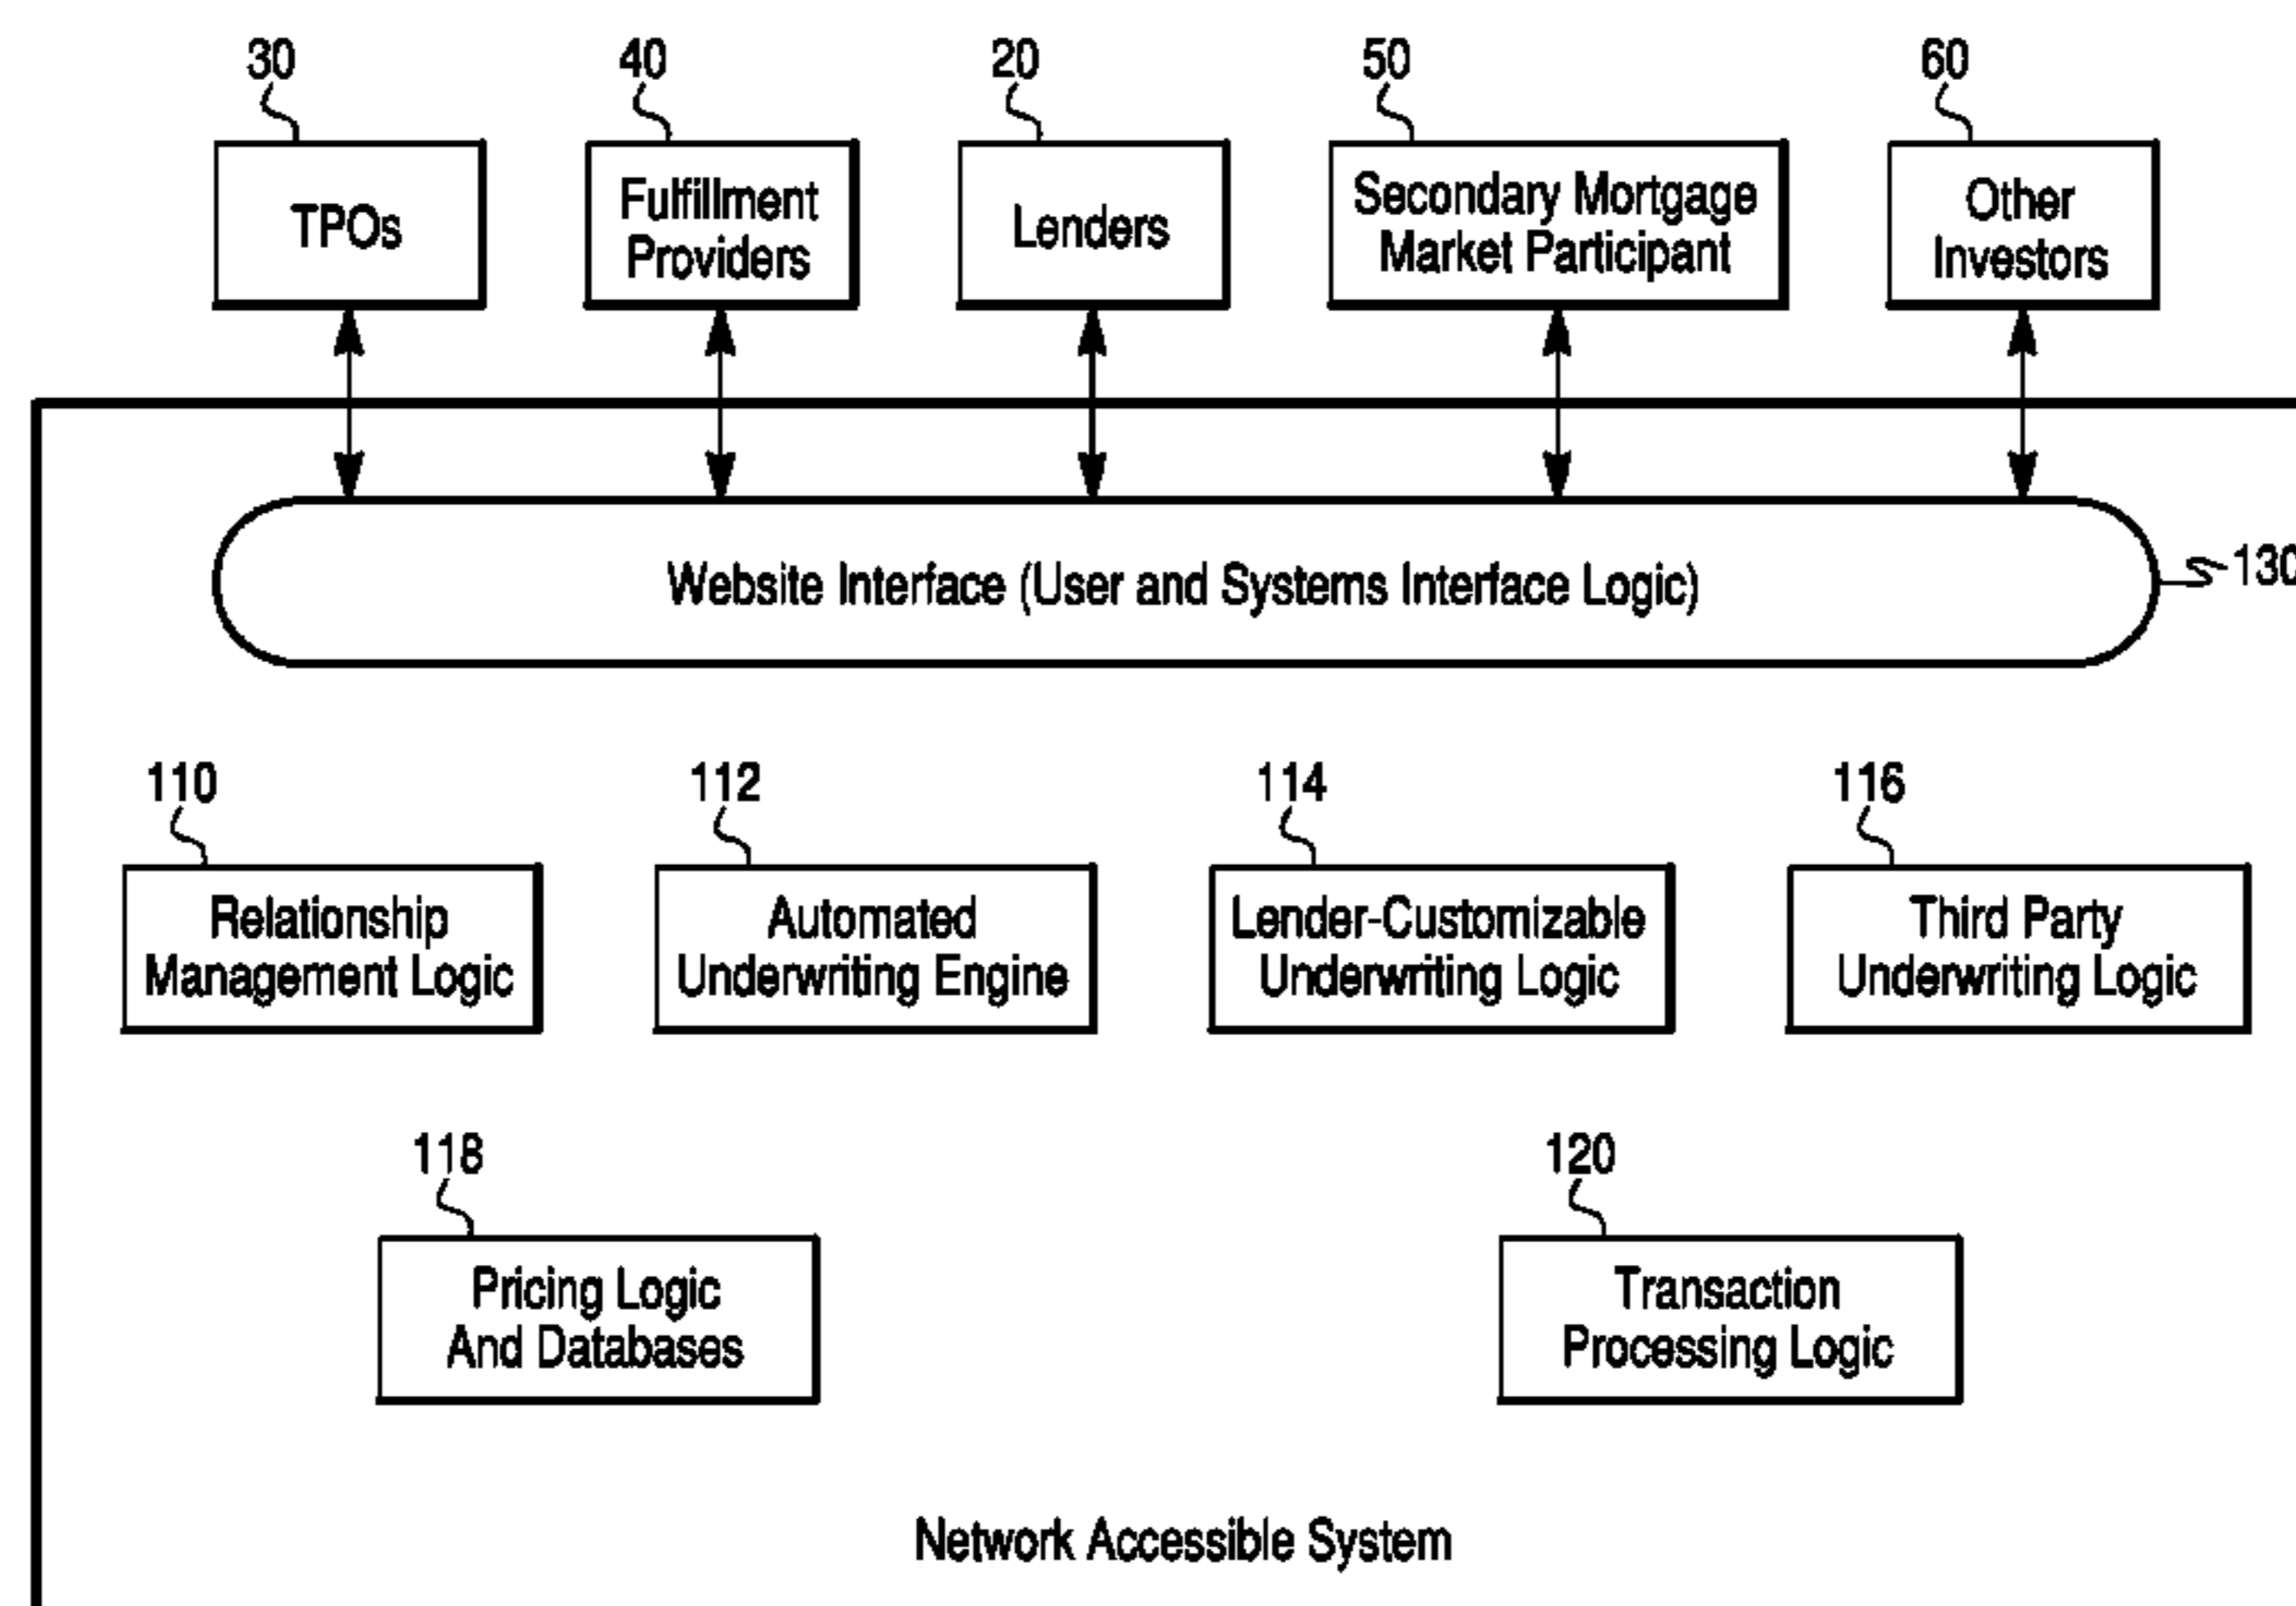 30
40
20
50
60
TPOs
Fulfillment
Providers
Lenders
Secondary Mortgage
Market Participant
Other
Investors
Website Interface (User and Systems Interface Logic)
130
110
112
114
116
Relationship
Management Logic
Automated
Underwriting Engine
Lender-Customizable
Underwriting Logic
Third Party
Underwriting Logic
118
120
Pricing Logic
And Databases
Transaction
Processing Logic
Network Accessible System